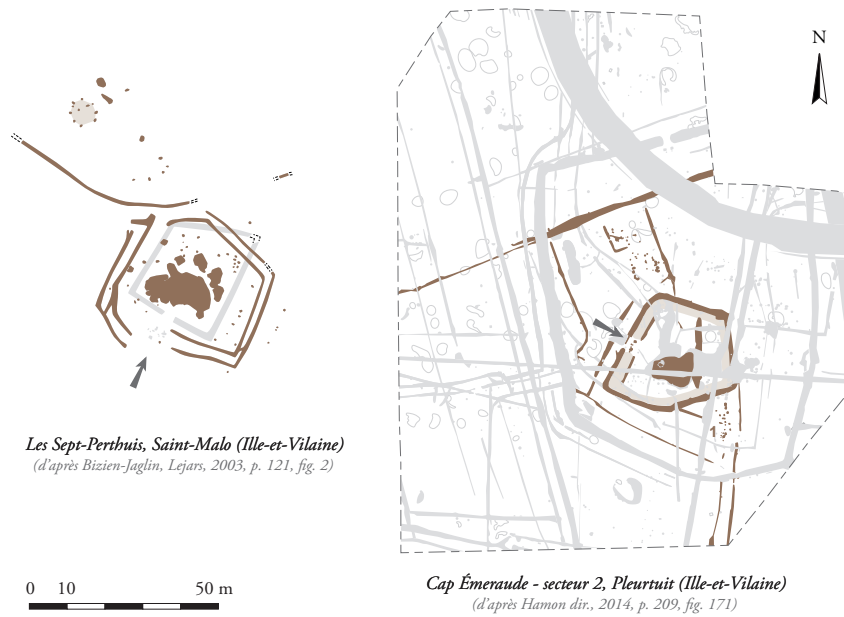 N
Les Sept-Perthuis, Saint-Malo (Ille-et-Vilaine)
(d'après Bizien-Jaglin, Lejars, 2003, p. 121, fig. 2)
0 10 50 m
Cap Émeraude - secteur 2, Pleurtuit (Ille-et-Vilaine)
(d'après Hamon dir., 2014, p. 209, fig. 171)